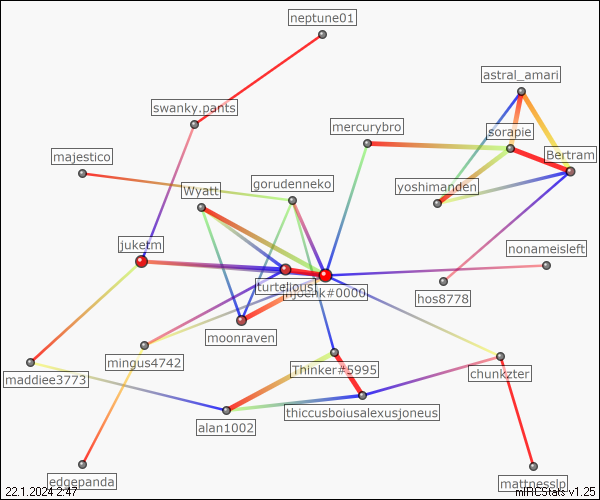 neptune01
astral_amari
swanky.pants
mercurybro
sorapie
majestico
Bertram
Wyatt
gorudenneko
yoshimanden
juketm
nonameisleft
turtelious
#0000
hos8778
moonraven
mingus4742
Thinker#5995
chunkzter
maddiee3773
thiccusboiusalexusjoneus
alan1002
edgepanda
mattnesslp
22.1.2024 2:47
mIRCStats v1.25